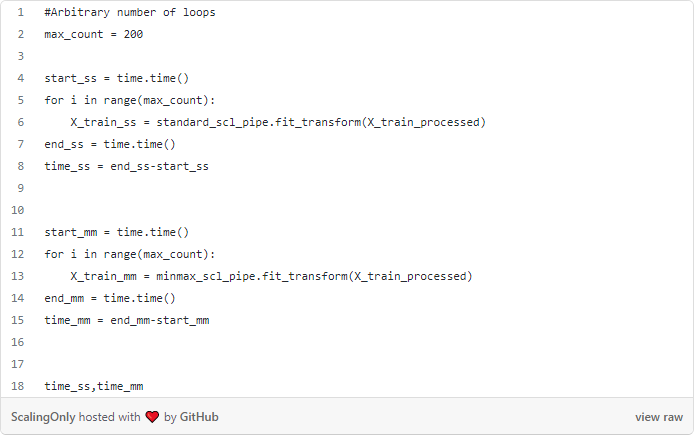 1 #Arbitrary number of loops
2 max_count = 200
3
4 start_ss = time.time()
5 for i in range(max_count):
6     X_train_ss = standard_scl_pipe.fit_transform(X_train_processed)
7 end_ss = time.time()
8 time_ss = end_ss-start_ss
9
10
11 start_mm = time.time()
12 for i in range(max_count):
13     X_train_mm = minmax_scl_pipe.fit_transform(X_train_processed)
14 end_mm = time.time()
15 time_mm = end_mm-start_mm
16
17
18 time_ss,time_mm
ScalingOnly hosted with ❤ by GitHub view raw